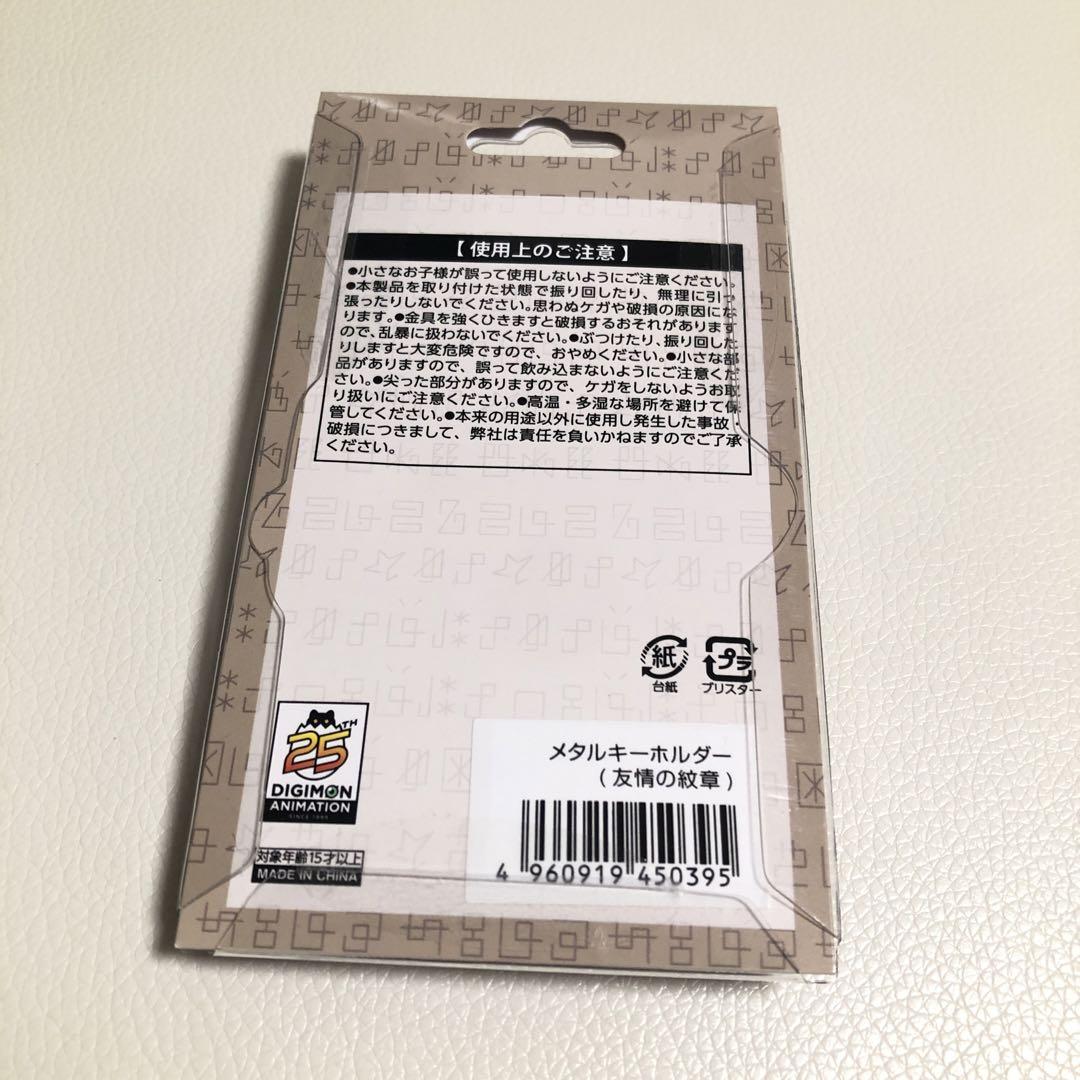 【使用上のご注意】
●小さなお子様が誤って使用しないようにご注意ください。
●本製品を取り付けた状態で振り回したり、無理に引っ
張ったりしないでください。思わぬケガや破損の原因にな
ります。●金具を強くひきますと破損するおそれがあります
ので、乱暴に扱わないでください。●ぶつけたり、振り回した
りしますと大変危険ですので、おやめください。●小さな部
品がありますので、誤って飲み込まないようにご注意くだ
さい。●尖った部分がありますので、ケガをしないようお取
り扱いにご注意ください。●高温・多湿な場所を避けて保
管してください。●本来の用途以外に使用し発生した事故・
破損につきまして、弊社は責任を負いかねますのでご了承
ください。
紙
台紙
プラ
ブリスター
25TH
DIGIMON
ANIMATION
SINCE 1999
対象年齢15才以上
MADE IN CHINA
メタルキーホルダー
(友情の紋章)
4 960919 450395